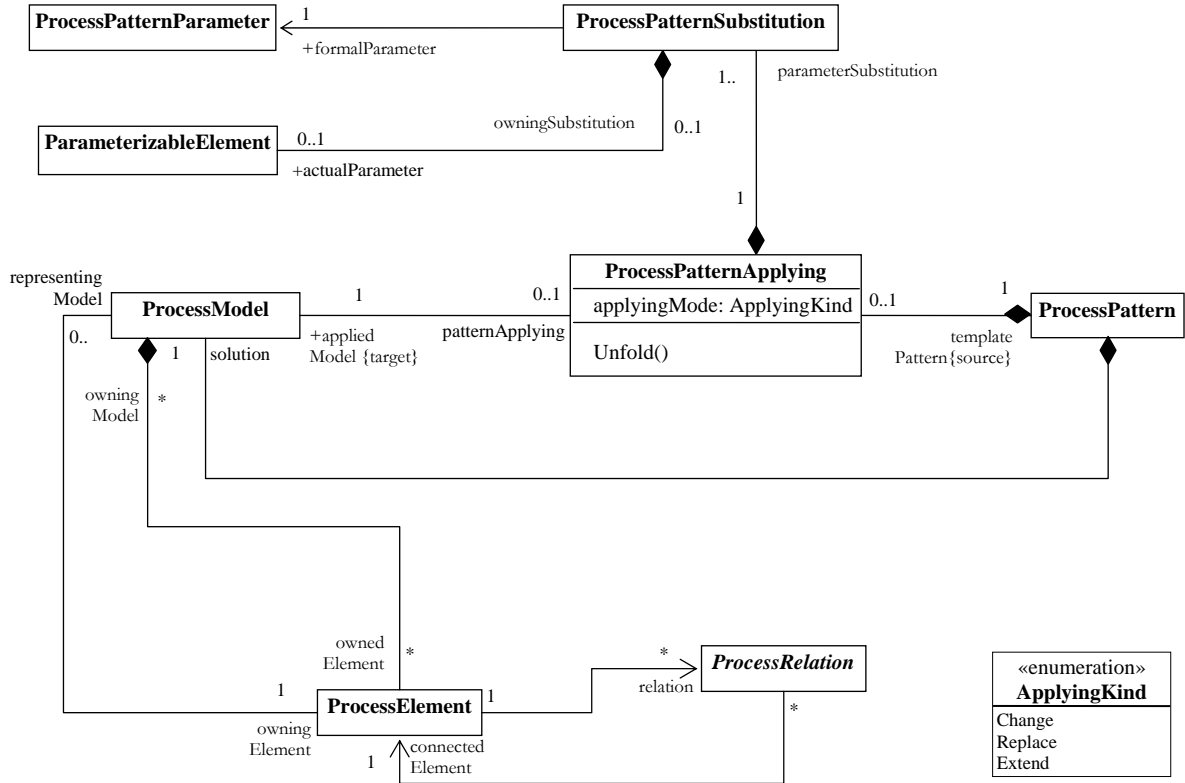 1
ProcessPatternParameter
ProcessPatternSubstitution
+formalParameter
1..
parameterSubstitution
owningSubstitution
0..1
0..1
ParameterizableElement
+actualParameter
1
representing
Model
ProcessPatternApplying
applyingMode: ApplyingKind
Unfold()
ProcessModel
1
0..1
0..1
1
ProcessPattern
0..
1
solution
+applied
Model {target}
patternApplying
template
Pattern{source}
owning
Model
*
owned
Element
*
*
ProcessRelation
relation
*
1
1
ProcessElement
owning
Element
1
connected
Element
«enumeration»
ApplyingKind
Change
Replace
Extend